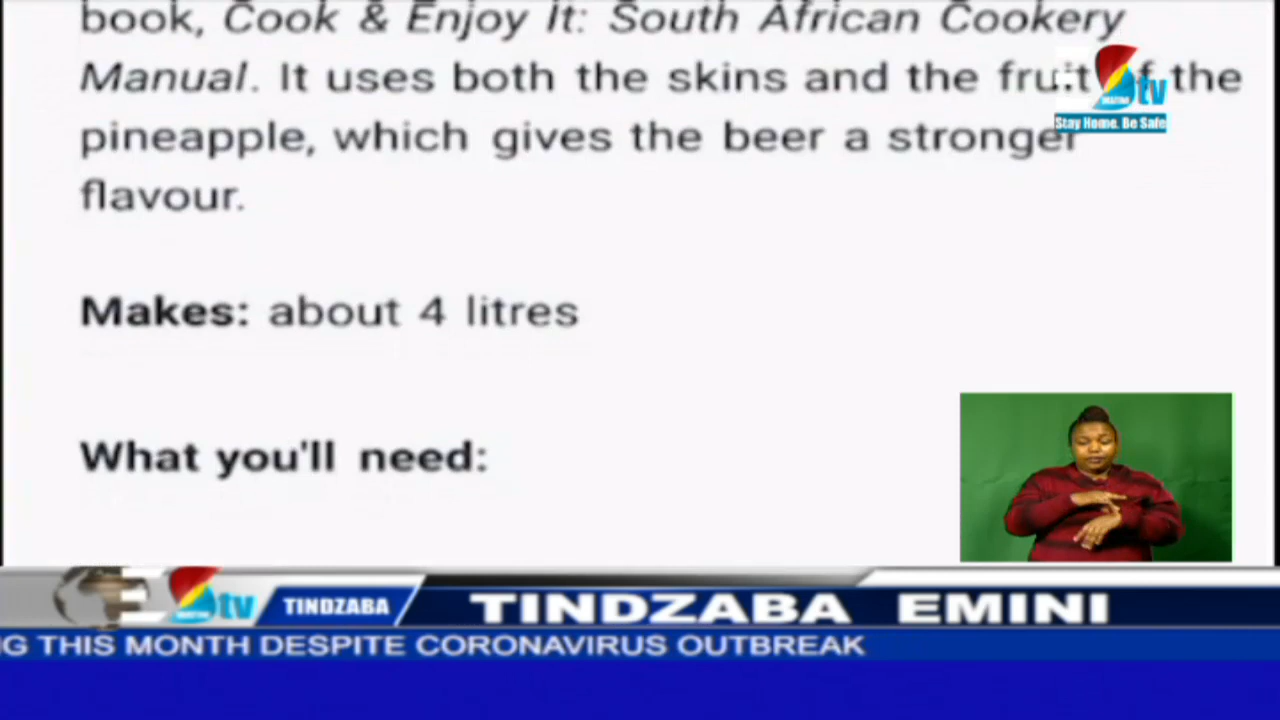 book, Cook & Enjoy It: South African Cookery
Manual. It uses both the skins and the fruit of the
pineapple, which gives the beer a stronger
flavour.
tv
Stay Home. Be Safe
Makes: about 4 litres
What you'll need:
tv
TINDZABA
TINDZABA EMINI
G THIS MONTH DESPITE CORONAVIRUS OUTBREAK